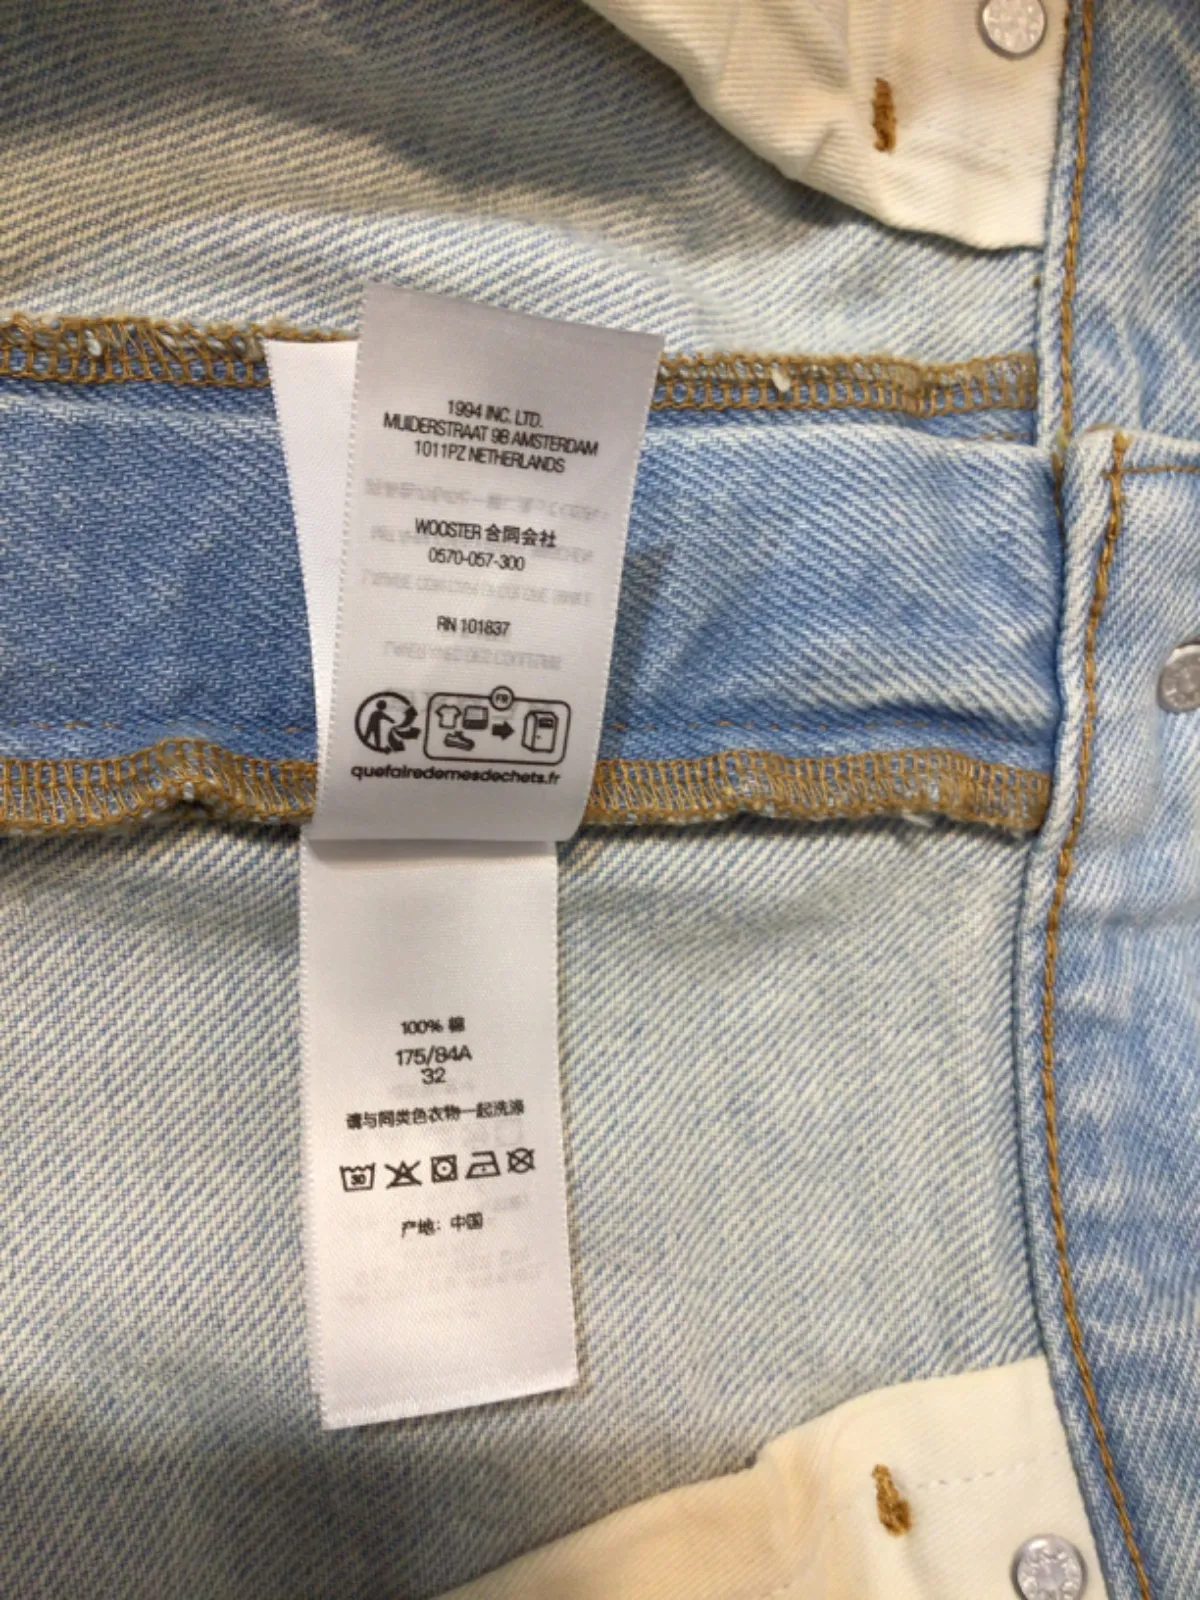 1994 INC. LTD.
MUIDERSTRAAT 9B AMSTERDAM
1011PZ NETHERLANDS
WOOSTER 合同会社
0570-057-300
RN 101837
FR
quefairedemesdechets.fr
100% 棉
175/84A
32
请与同类色衣物一起洗涤
30
产地: 中国